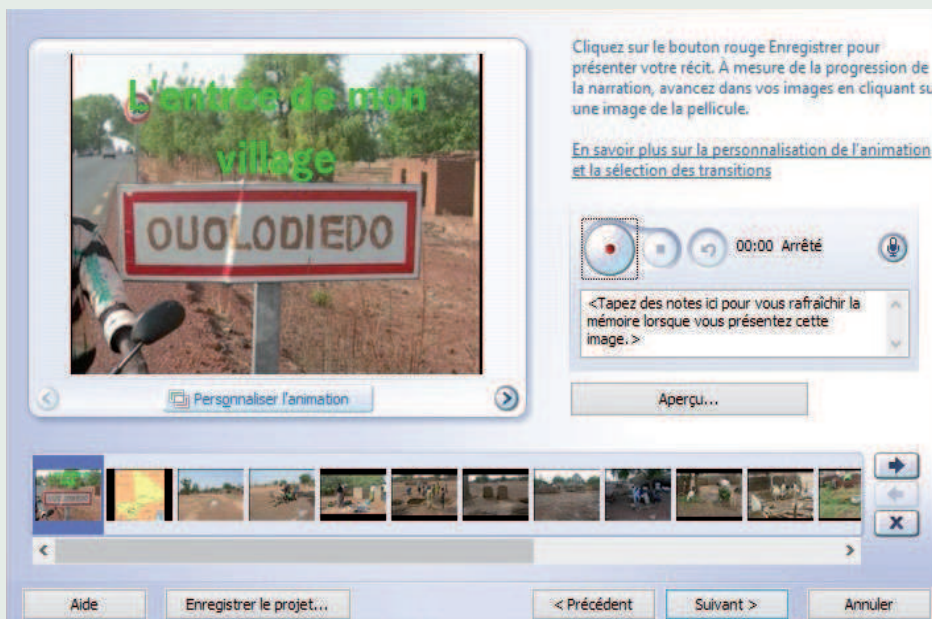 L'entrée de mon
village
OUOLODIEDO
Personnaliser l'animation
Cliquez sur le bouton rouge Enregistrer pour
présenter votre récit. À mesure de la progression de
la narration, avancez dans vos images en cliquant su
une image de la pellicule.
En savoir plus sur la personnalisation de l'animation
et la sélection des transitions
00:00 Arrêté
<Tapez des notes ici pour vous rafraîchir la
mémoire lorsque vous présentez cette
image.>
Aperçu...
Aide
Enregistrer le projet...
< Précédent
Suivant >
Annuler